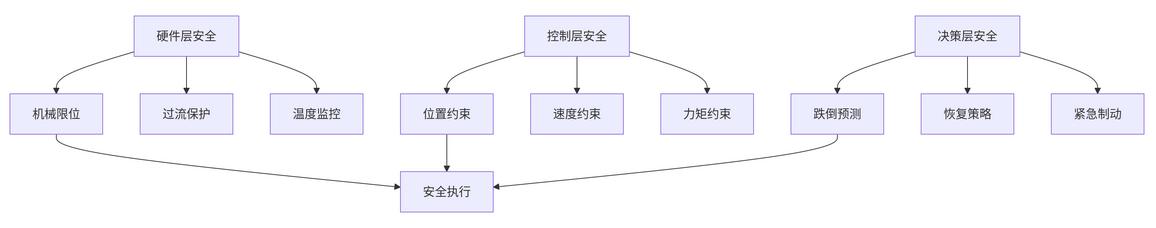 硬件层安全
控制层安全
决策层安全
机械限位
过流保护
温度监控
位置约束
速度约束
力矩约束
跌倒预测
恢复策略
紧急制动
安全执行